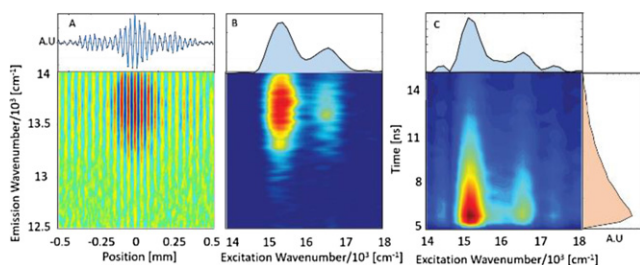 A
B
C
A.U
14
13.5
13
12.5
Emission Wavenumber/10³ [cm⁻¹]
-0.5
-0.25
0
0.25
0.5
Position [mm]
14
15
16
17
18
Excitation Wavenumber/10³ [cm⁻¹]
14
10
5
Time [ns]
14
15
16
17
18
Excitation Wavenumber/10³ [cm⁻¹]
A.U